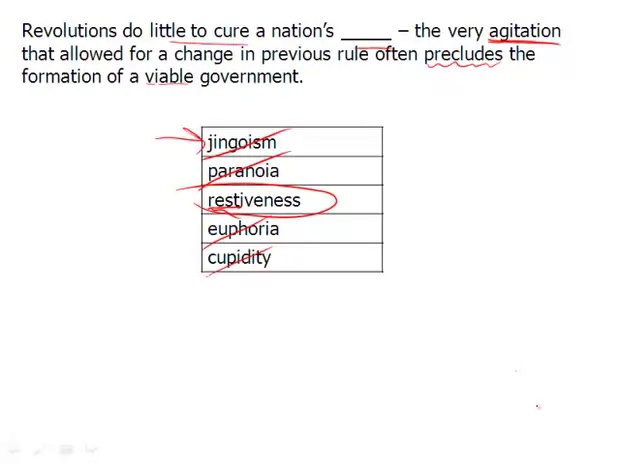 Revolutions do little to cure a nation's _____ – the very agitation
that allowed for a change in previous rule often precludes the
formation of a viable government.
jingoism
paranoia
restiveness
euphoria
cupidity